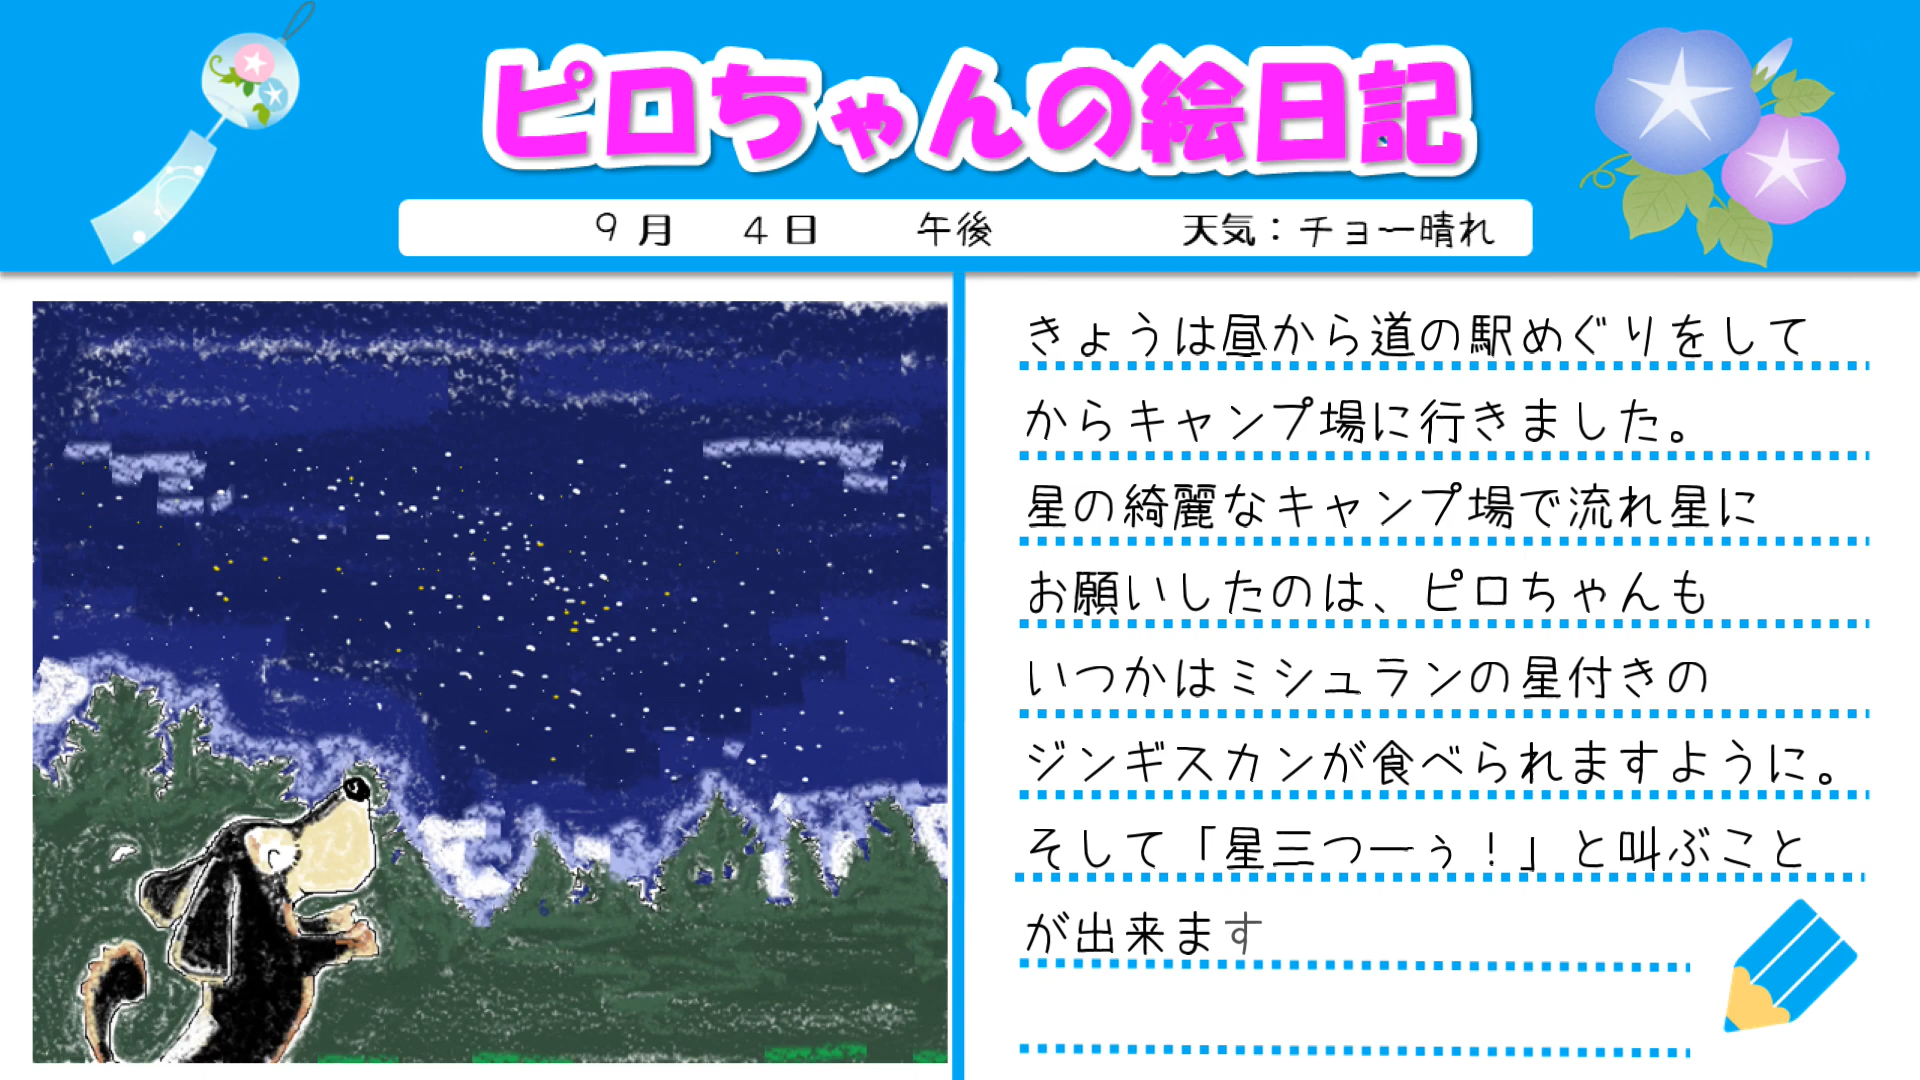 ピロちゃんの絵日記
９月　４日　午後　天気：チョー晴れ
きょうは昼から道の駅めぐりをして
からキャンプ場に行きました。
星の綺麗なキャンプ場で流れ星に
お願いしたのは、ピロちゃんも
いつかはミシュランの星付きの
ジンギスカンが食べられますように。
そして「星三つーぅ！」と叫ぶこと
が出来ます